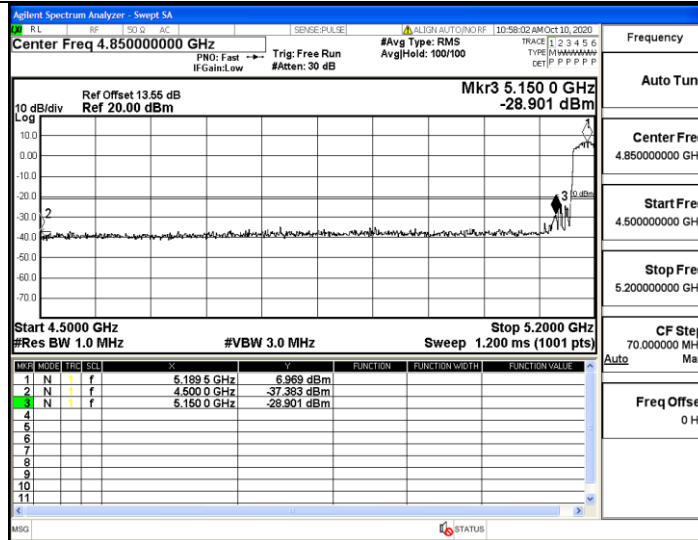 Agilent Spectrum Analyzer - Swept SA
RL RF 50 Ω AC SENSE:PULSE ALIGN AUTO/NO RF 10:58:02 AM Oct 10, 2020
Center Freq 4.850000000 GHz
PNO: Fast
IFGain:Low
Trig: Free Run
#Atten: 30 dB
#Avg Type: RMS
Avg|Hold: 100/100
TRACE 1 2 3 4 5 6
TYPE M
DET P P P P P P
Ref Offset 13.55 dB
10 dB/div Ref 20.00 dBm
Log
Mkr3 5.150 0 GHz
-28.901 dBm
10.0
0.00
-10.0
-20.0
-30.0
-40.0
-50.0
-60.0
-70.0
1
2
3
Start 4.5000 GHz
Stop 5.2000 GHz
#Res BW 1.0 MHz #VBW 3.0 MHz Sweep 1.200 ms (1001 pts)
MKR MODE TRC SCL X Y FUNCTION FUNCTION WIDTH FUNCTION VALUE
1 N 1 f 5.189 5 GHz 6.969 dBm
2 N 1 f 4.500 0 GHz -37.383 dBm
3 N 1 f 5.150 0 GHz -28.901 dBm
4
5
6
7
8
9
10
11
MSG STATUS
Frequency
Auto Tun
Center Fre
4.850000000 GH
Start Fre
4.500000000 GH
Stop Fre
5.200000000 GH
CF Ste
70.000000 MH
Auto Ma
Freq Offse
0 H